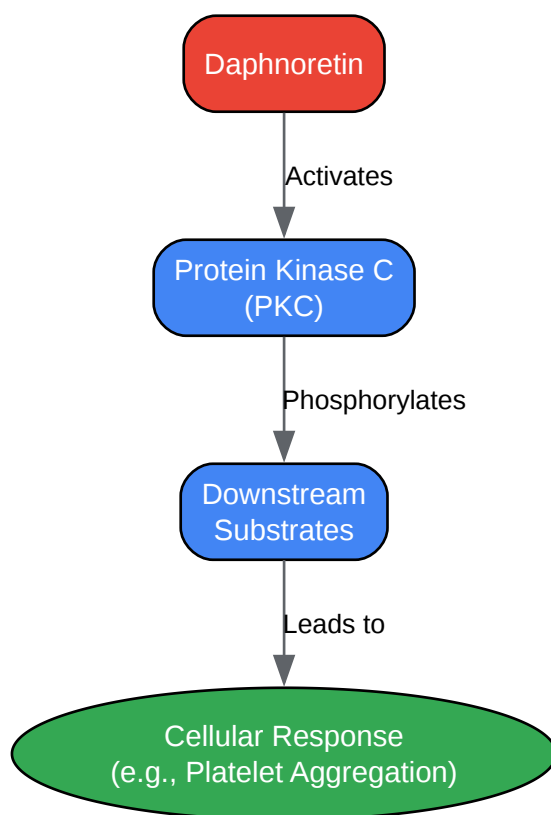 Daphnoretin
Activates
Protein Kinase C
(PKC)
Phosphorylates
Downstream
Substrates
Leads to
Cellular Response
(e.g., Platelet Aggregation)